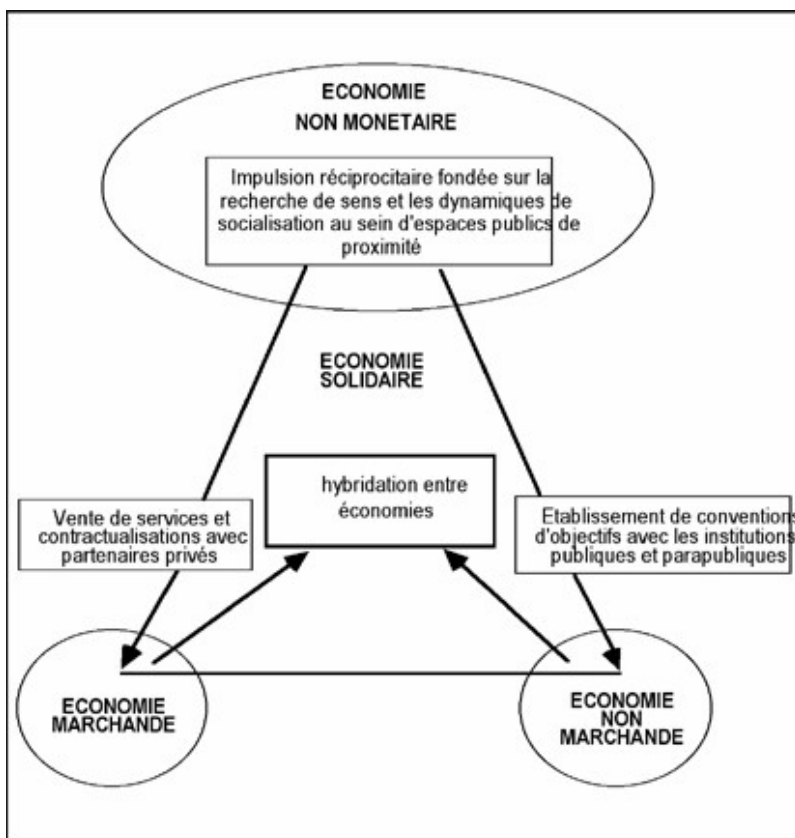 ECONOMIE
NON MONETAIRE
Impulsion réciprocitaire fondée sur la
recherche de sens et les dynamiques de
socialisation au sein d'espaces publics de
proximité
ECONOMIE
SOLIDAIRE
hybridation entre
économies
Vente de services et
contractualisations avec
partenaires privés
Etablissement de conventions
d'objectifs avec les institutions
publiques et parapubliques
ECONOMIE
MARCHANDE
ECONOMIE
NON
MARCHANDE